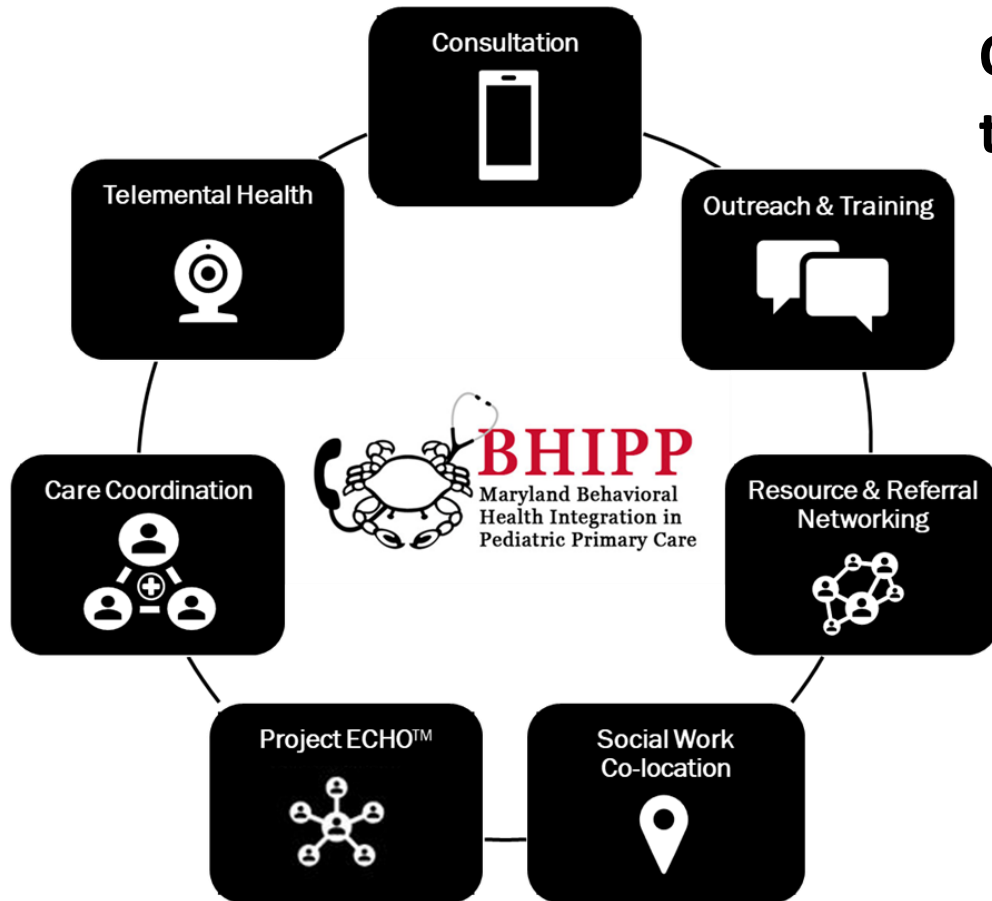 Consultation
Outreach & Training
Resource & Referral
Networking
Social Work
Co-location
Project ECHO™
Care Coordination
Telemental Health
BHIPP
Maryland Behavioral
Health Integration in
Pediatric Primary Care